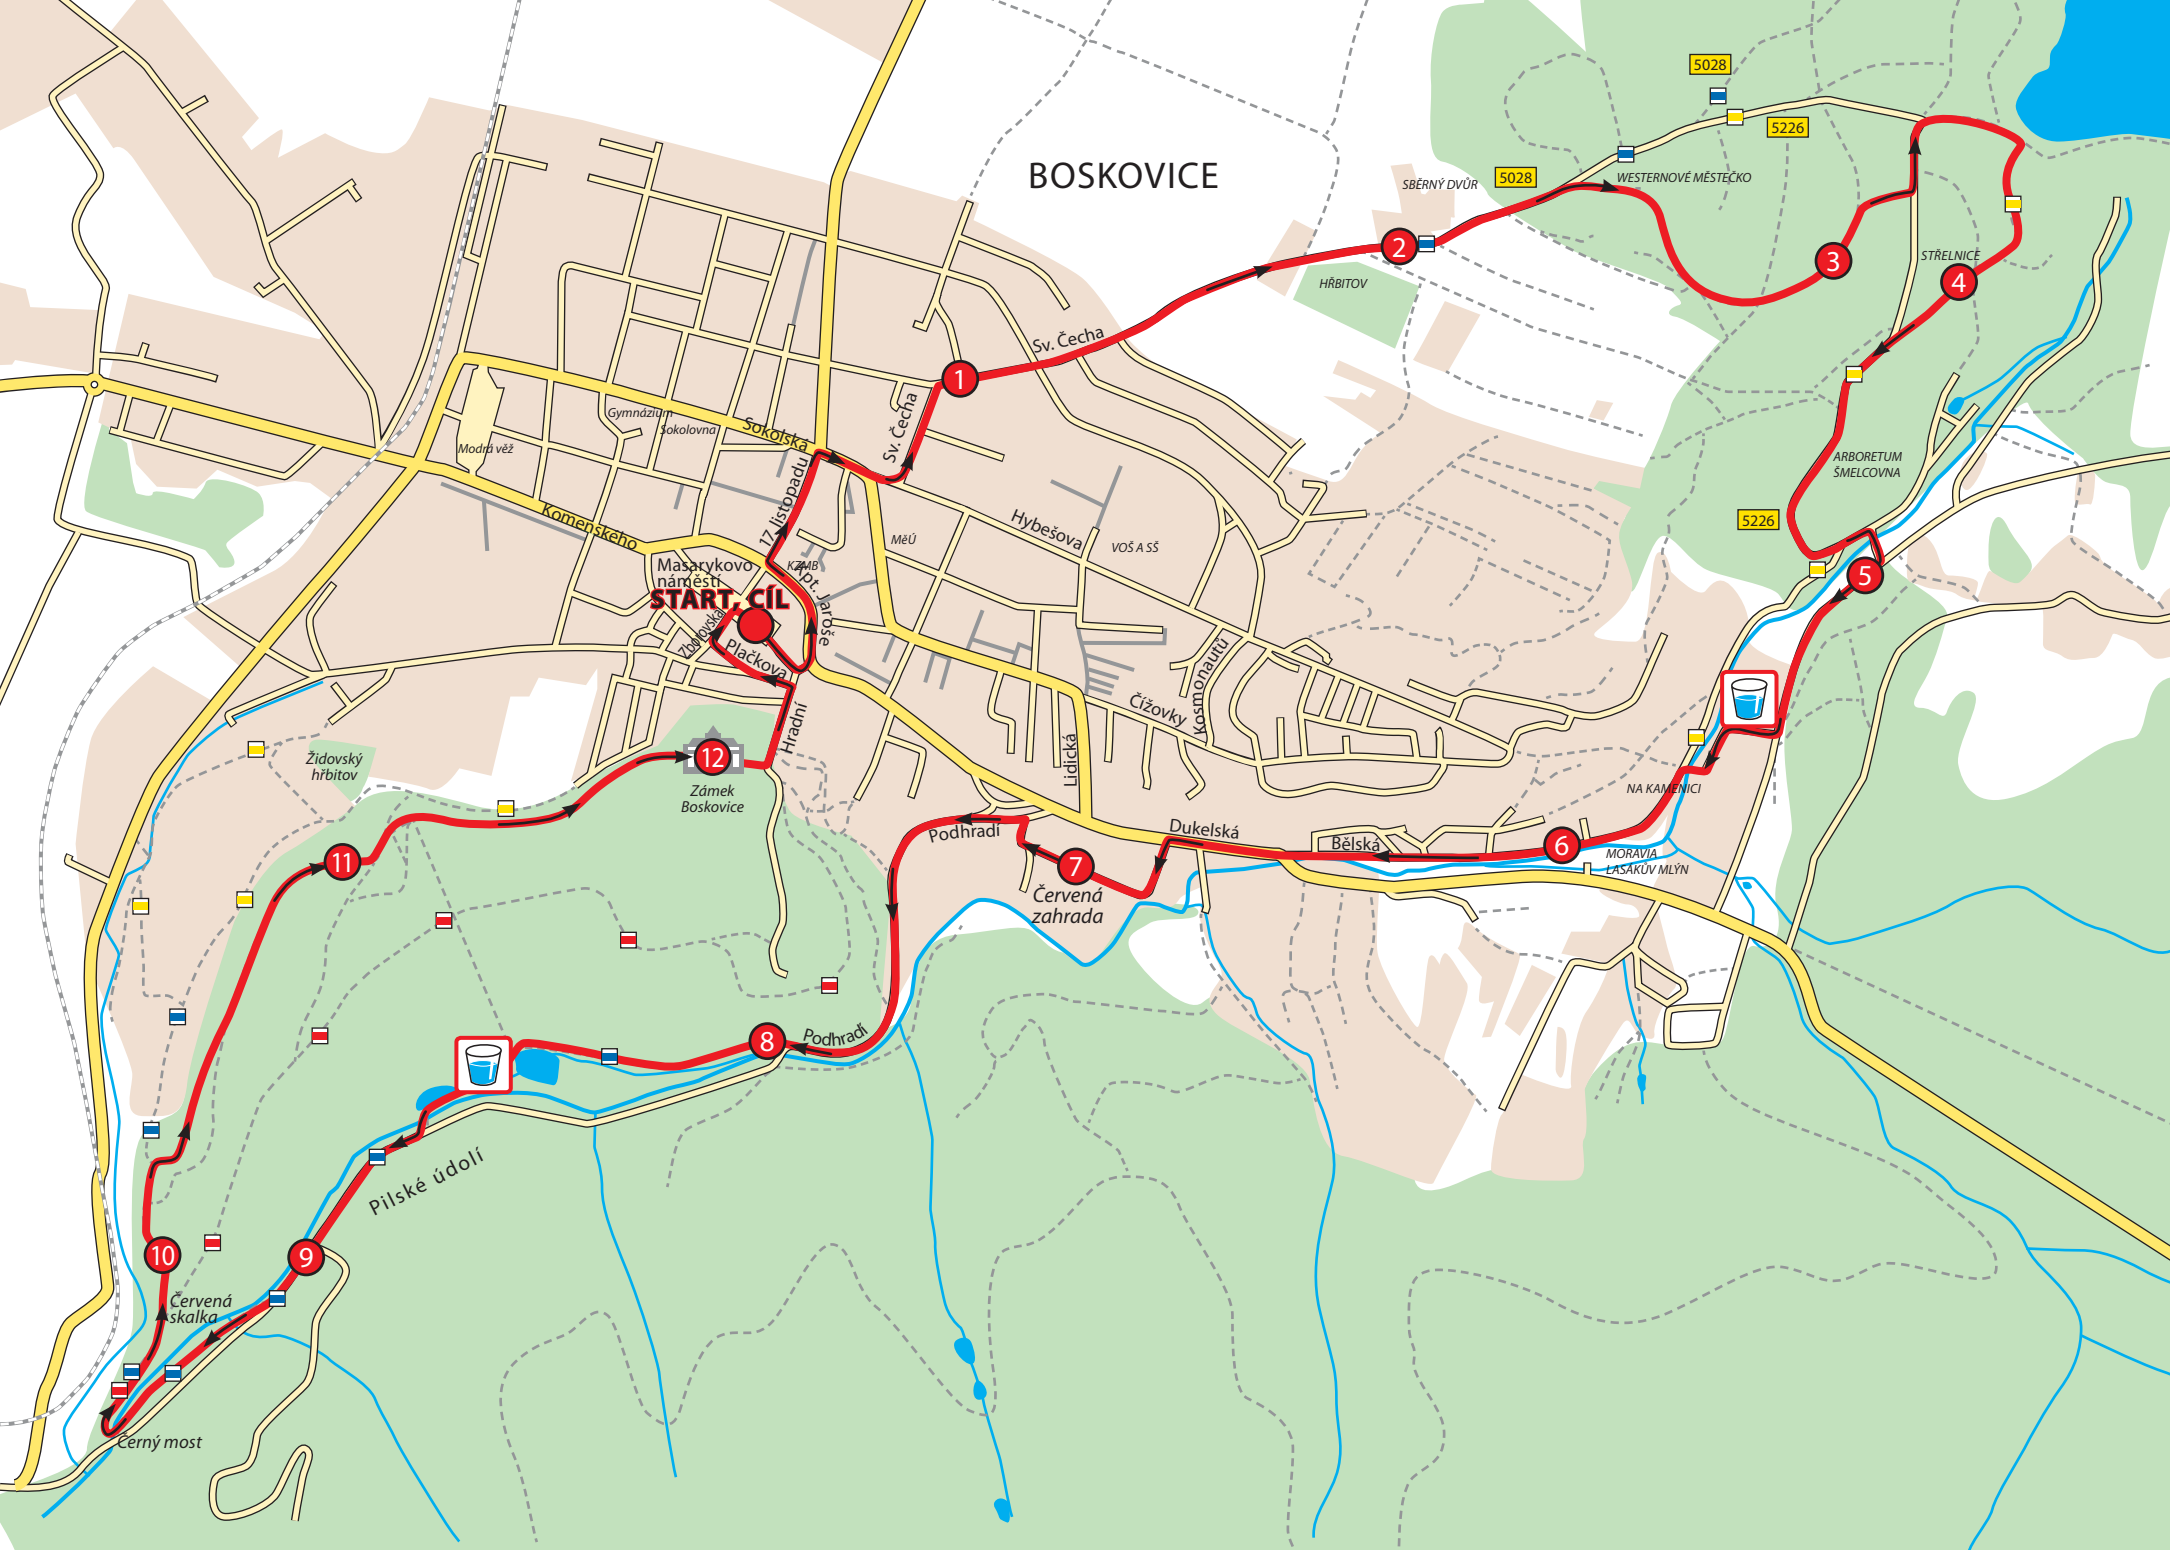 5028
5226
BOSKOVICE
SBĚRNÝ DVŮR
5028
WESTERNOVÉ MĚSTEČKO
2
3
STŘELNICE
4
HŘBITOV
Sv. Čecha
1
Sv. Čecha
Gymnázium
Sokolovna
Sokolská
Modrá věž
17. listopadu
ARBORETUM
ŠMELCOVNA
5226
Komenského
Hybešova
MěÚ
VOŠ A SŠ
KZMB
Masarykovo
náměstí
START, CÍL
Kpt. Jaroše
5
Zborovská
Plačkova
Kosmonautů
Čížovky
Hradní
Lidická
Židovský
hřbitov
12
Zámek
Boskovice
NA KAMENICI
Podhradí
Dukelská
Bělská
6
MORAVIA
LASÁKŮV MLÝN
7
Červená
zahrada
11
8
Podhradí
Pilské údolí
9
10
Červená
skalka
Černý most